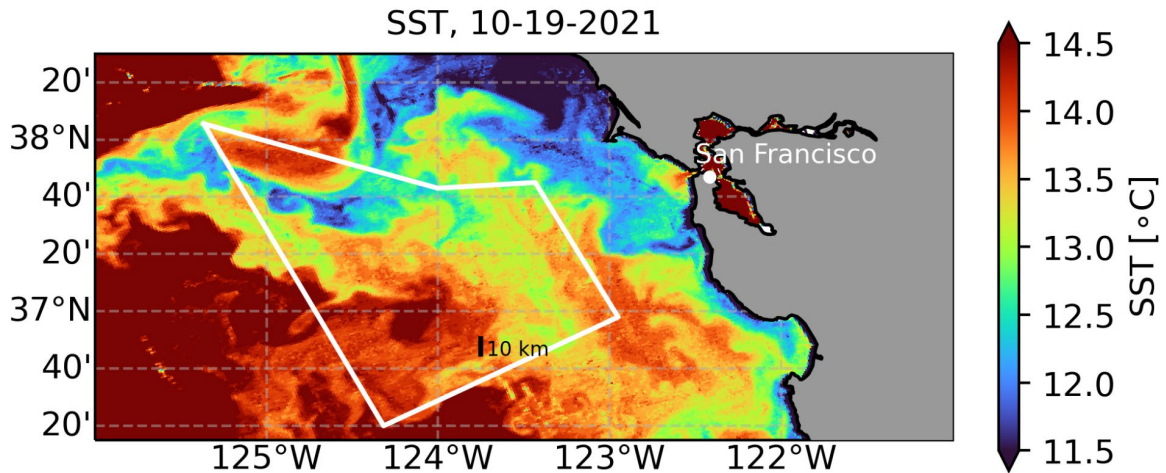 SST, 10-19-2021
20'
38°N
40'
20'
37°N
40'
20'
San Francisco
10 km
125°W 124°W 123°W 122°W
14.5
14.0
13.5
13.0
12.5
12.0
11.5
SST [∘C]